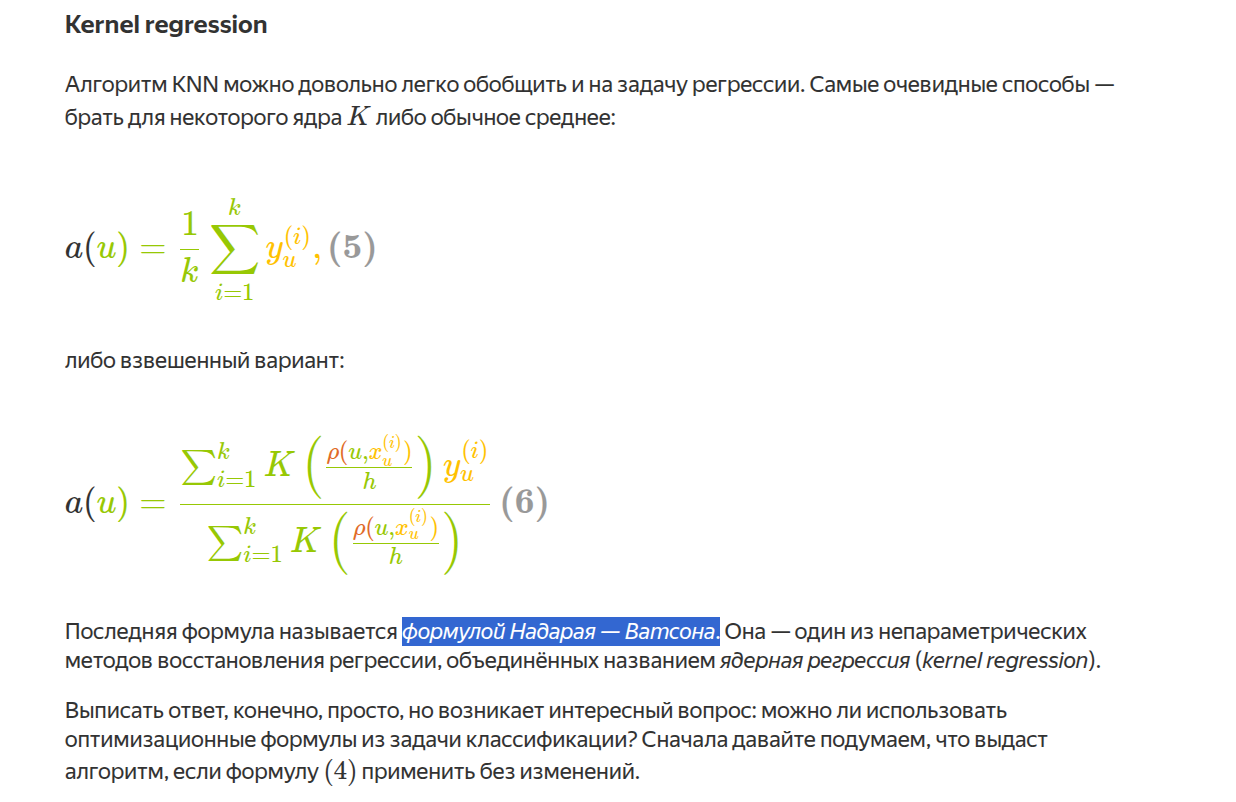 Kernel regression
Алгоритм KNN можно довольно легко обобщить и на задачу регрессии. Самые очевидные способы —
брать для некоторого ядра K либо обычное среднее:
a(u) = \frac{1}{k} \sum_{i=1}^{k} y_u^{(i)}, (5)
либо взвешенный вариант:
a(u) = \frac{\sum_{i=1}^{k} K\left(\frac{\rho(u,x_u^{(i)})}{h}\right) y_u^{(i)}}{\sum_{i=1}^{k} K\left(\frac{\rho(u,x_u^{(i)})}{h}\right)} (6)
Последняя формула называется формулой Надарая — Ватсона. Она — один из непараметрических
методов восстановления регрессии, объединённых названием ядерная регрессия (kernel regression).
Выписать ответ, конечно, просто, но возникает интересный вопрос: можно ли использовать
оптимизационные формулы из задачи классификации? Сначала давайте подумаем, что выдаст
алгоритм, если формулу (4) применить без изменений.